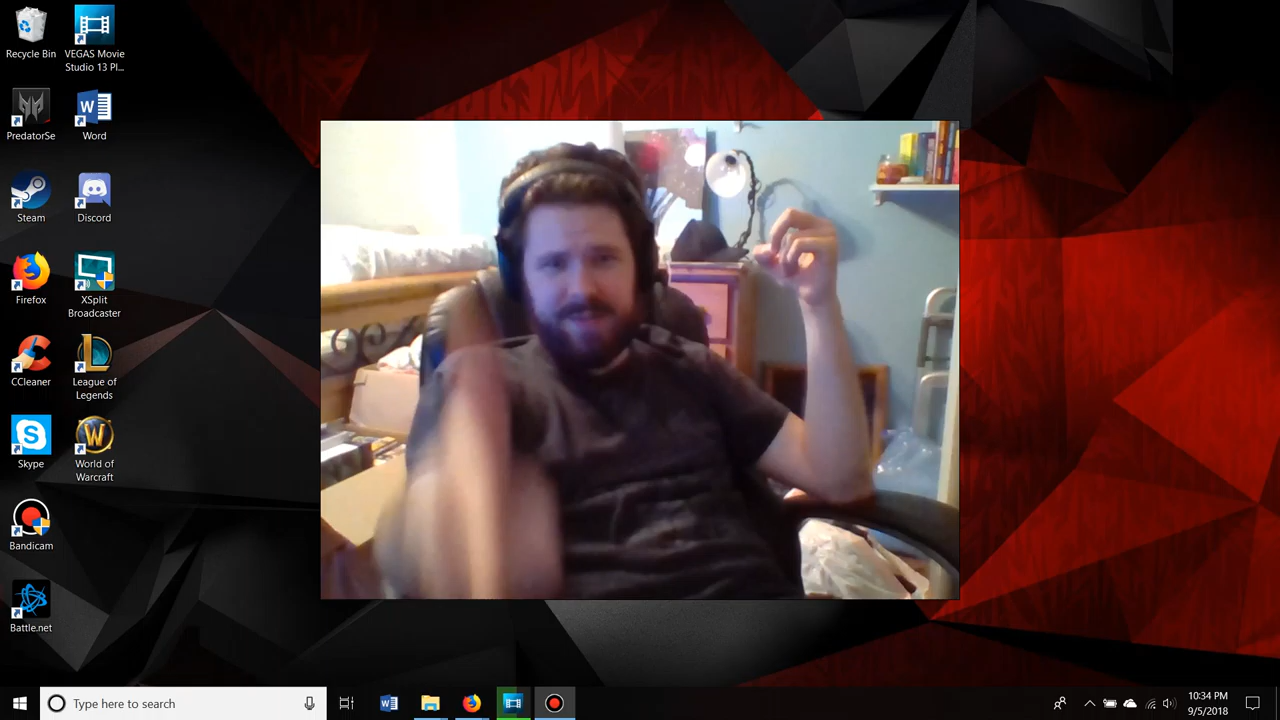 Recycle Bin
VEGAS Movie
Studio 13 Pl...
PredatorSe
Word
Steam
Discord
Firefox
XSplit
Broadcaster
CCleaner
League of
Legends
Skype
World of
Warcraft
Bandicam
Battle.net
Type here to search
10:34 PM
9/5/2018